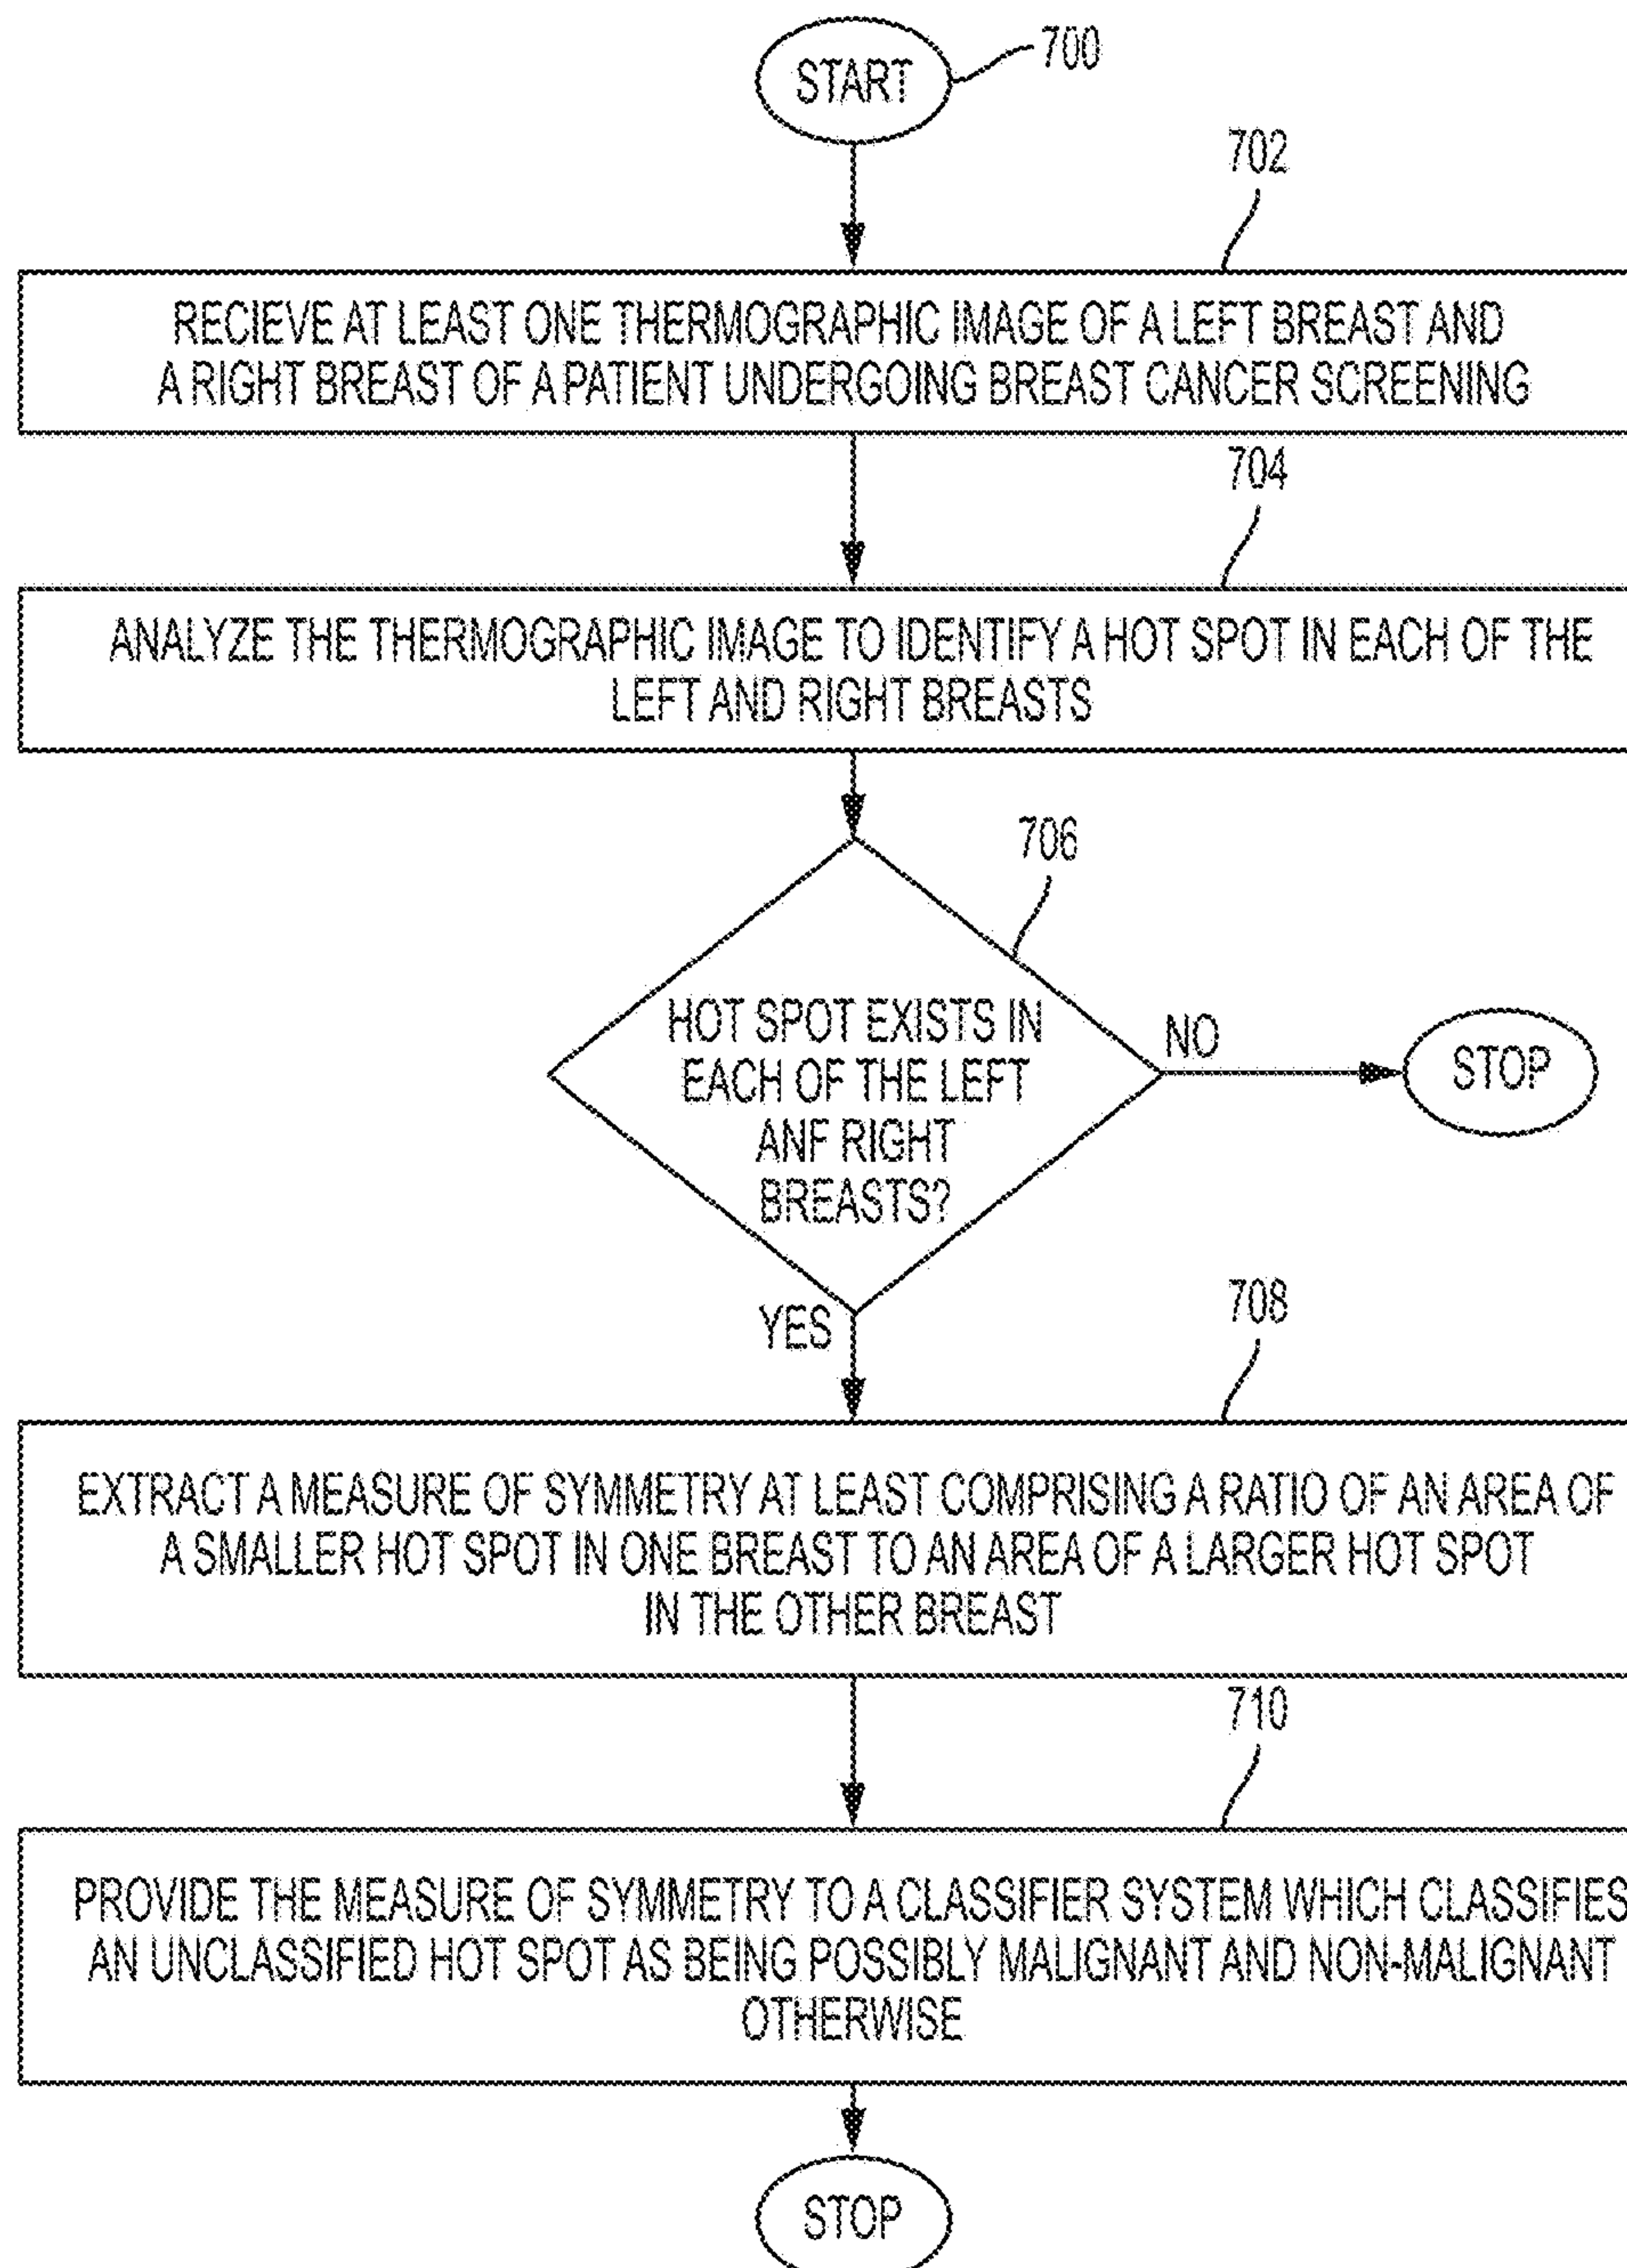 START
700
702
RECIEVE AT LEAST ONE THERMOGRAPHIC IMAGE OF A LEFT BREAST AND
A RIGHT BREAST OF A PATIENT UNDERGOING BREAST CANCER SCREENING
704
ANALYZE THE THERMOGRAPHIC IMAGE TO IDENTIFY A HOT SPOT IN EACH OF THE
LEFT AND RIGHT BREASTS
706
HOT SPOT EXISTS IN
EACH OF THE LEFT
ANF RIGHT
BREASTS?
NO
STOP
YES
708
EXTRACT A MEASURE OF SYMMETRY AT LEAST COMPRISING A RATIO OF AN AREA OF
A SMALLER HOT SPOT IN ONE BREAST TO AN AREA OF A LARGER HOT SPOT
IN THE OTHER BREAST
710
PROVIDE THE MEASURE OF SYMMETRY TO A CLASSIFIER SYSTEM WHICH CLASSIFIES
AN UNCLASSIFIED HOT SPOT AS BEING POSSIBLY MALIGNANT AND NON-MALIGNANT
OTHERWISE
STOP